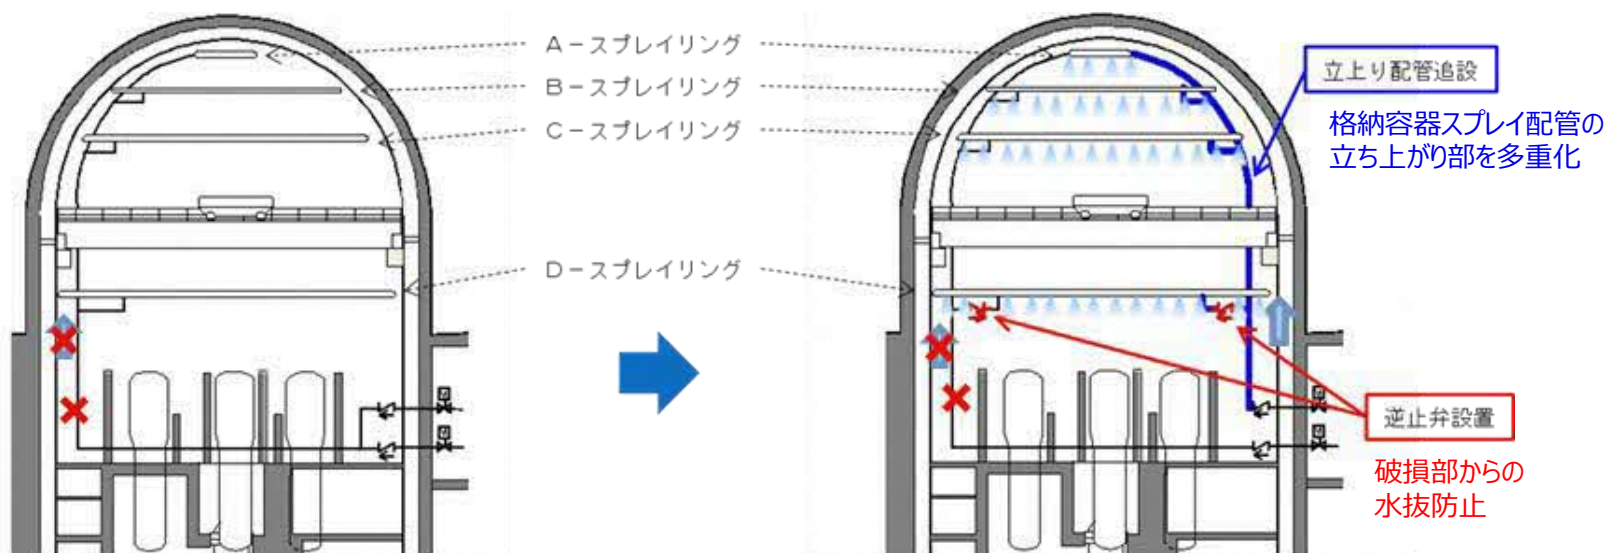 A－スプレイリング
B－スプレイリング
C－スプレイリング
D－スプレイリング
立上り配管追設
格納容器スプレイ配管の
立ち上がり部を多重化
逆止弁設置
破損部からの
水抜防止